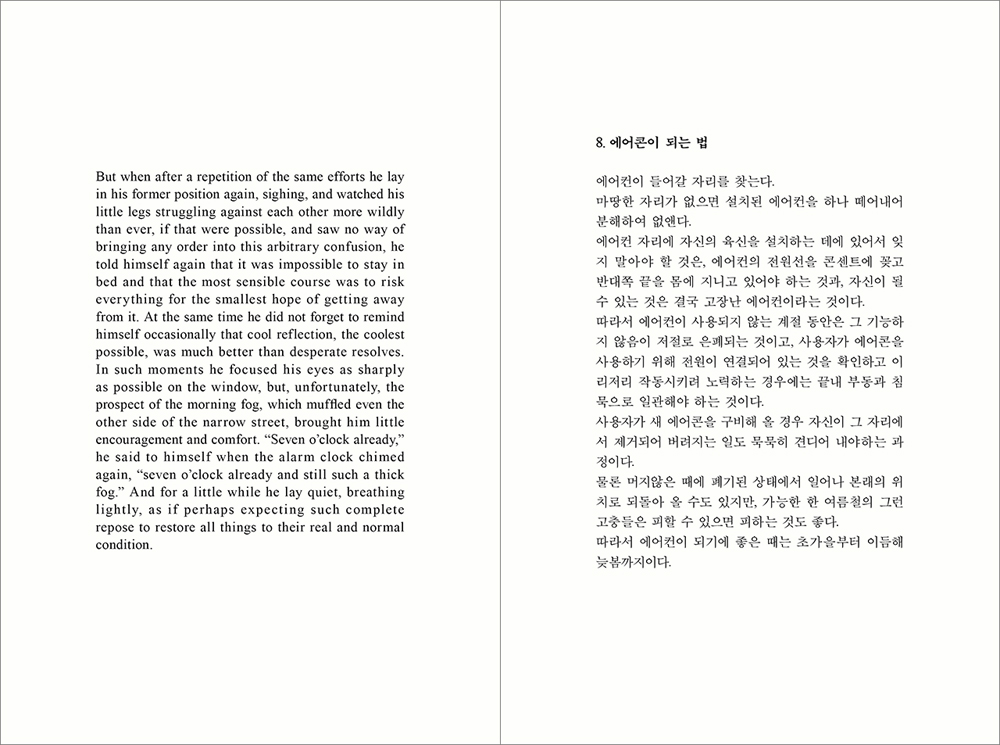 But when after a repetition of the same efforts he lay
in his former position again, sighing, and watched his
little legs struggling against each other more wildly
than ever, if that were possible, and saw no way of
bringing any order into this arbitrary confusion, he
told himself again that it was impossible to stay in
bed and that the most sensible course was to risk
everything for the smallest hope of getting away
from it. At the same time he did not forget to remind
himself occasionally that cool reflection, the coolest
possible, was much better than desperate resolves.
In such moments he focused his eyes as sharply
as possible on the window, but, unfortunately, the
prospect of the morning fog, which muffled even the
other side of the narrow street, brought him little
encouragement and comfort. “Seven o’clock already,”
he said to himself when the alarm clock chimed
again, “seven o’clock already and still such a thick
fog.” And for a little while he lay quiet, breathing
lightly, as if perhaps expecting such complete
repose to restore all things to their real and normal
condition.
8. 에어콘이 되는 법
에어컨이 들어갈 자리를 찾는다.
마땅한 자리가 없으면 설치된 에어컨을 하나 떼어내어
분해하여 없앤다.
에어컨 자리에 자신의 육신을 설치하는 데에 있어서 잊
지 말아야 할 것은, 에어컨의 전원선을 콘센트에 꽂고
반대쪽 끝을 몸에 지니고 있어야 하는 것과, 자신이 될
수 있는 것은 결국 고장난 에어컨이라는 것이다.
따라서 에어컨이 사용되지 않는 계절 동안은 그 기능하
지 않음이 저절로 은폐되는 것이고, 사용자가 에어콘을
사용하기 위해 전원이 연결되어 있는 것을 확인하고 이
리저리 작동시키려 노력하는 경우에는 끝내 부동과 침
묵으로 일관해야 하는 것이다.
사용자가 새 에어콘을 구비해 올 경우 자신이 그 자리에
서 제거되어 버려지는 일도 묵묵히 견디어 내야하는 과
정이다.
물론 머지않은 때에 폐기된 상태에서 일어나 본래의 위
치로 되돌아 올 수도 있지만, 가능한 한 여름철의 그런
고충들은 피할 수 있으면 피하는 것도 좋다.
따라서 에어컨이 되기에 좋은 때는 초가을부터 이듬해
늦봄까지이다.